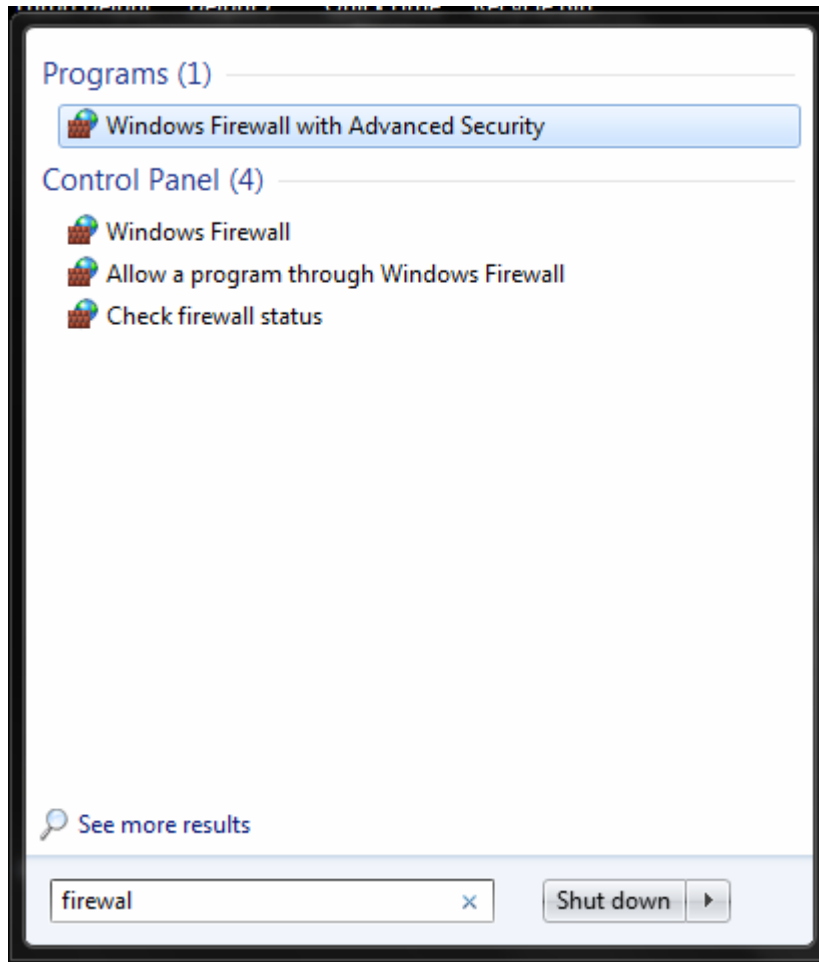 Programs (1)
Windows Firewall with Advanced Security
Control Panel (4)
Windows Firewall
Allow a program through Windows Firewall
Check firewall status
See more results
firewal
Shut down